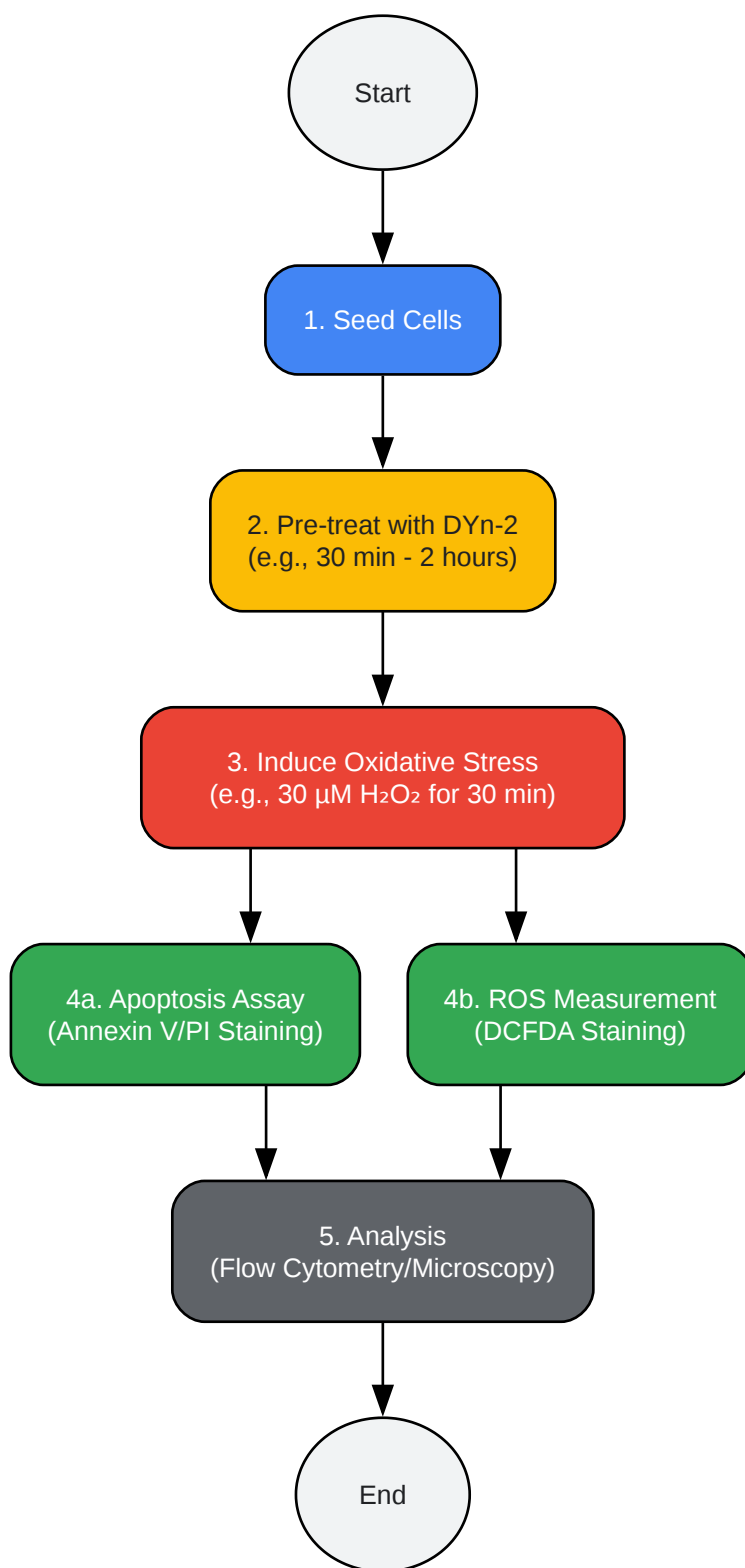 Start
1. Seed Cells
2. Pre-treat with DYn-2
(e.g., 30 min - 2 hours)
3. Induce Oxidative Stress
(e.g., 30 µM H₂O₂ for 30 min)
4a. Apoptosis Assay
(Annexin V/PI Staining)
4b. ROS Measurement
(DCFDA Staining)
5. Analysis
(Flow Cytometry/Microscopy)
End